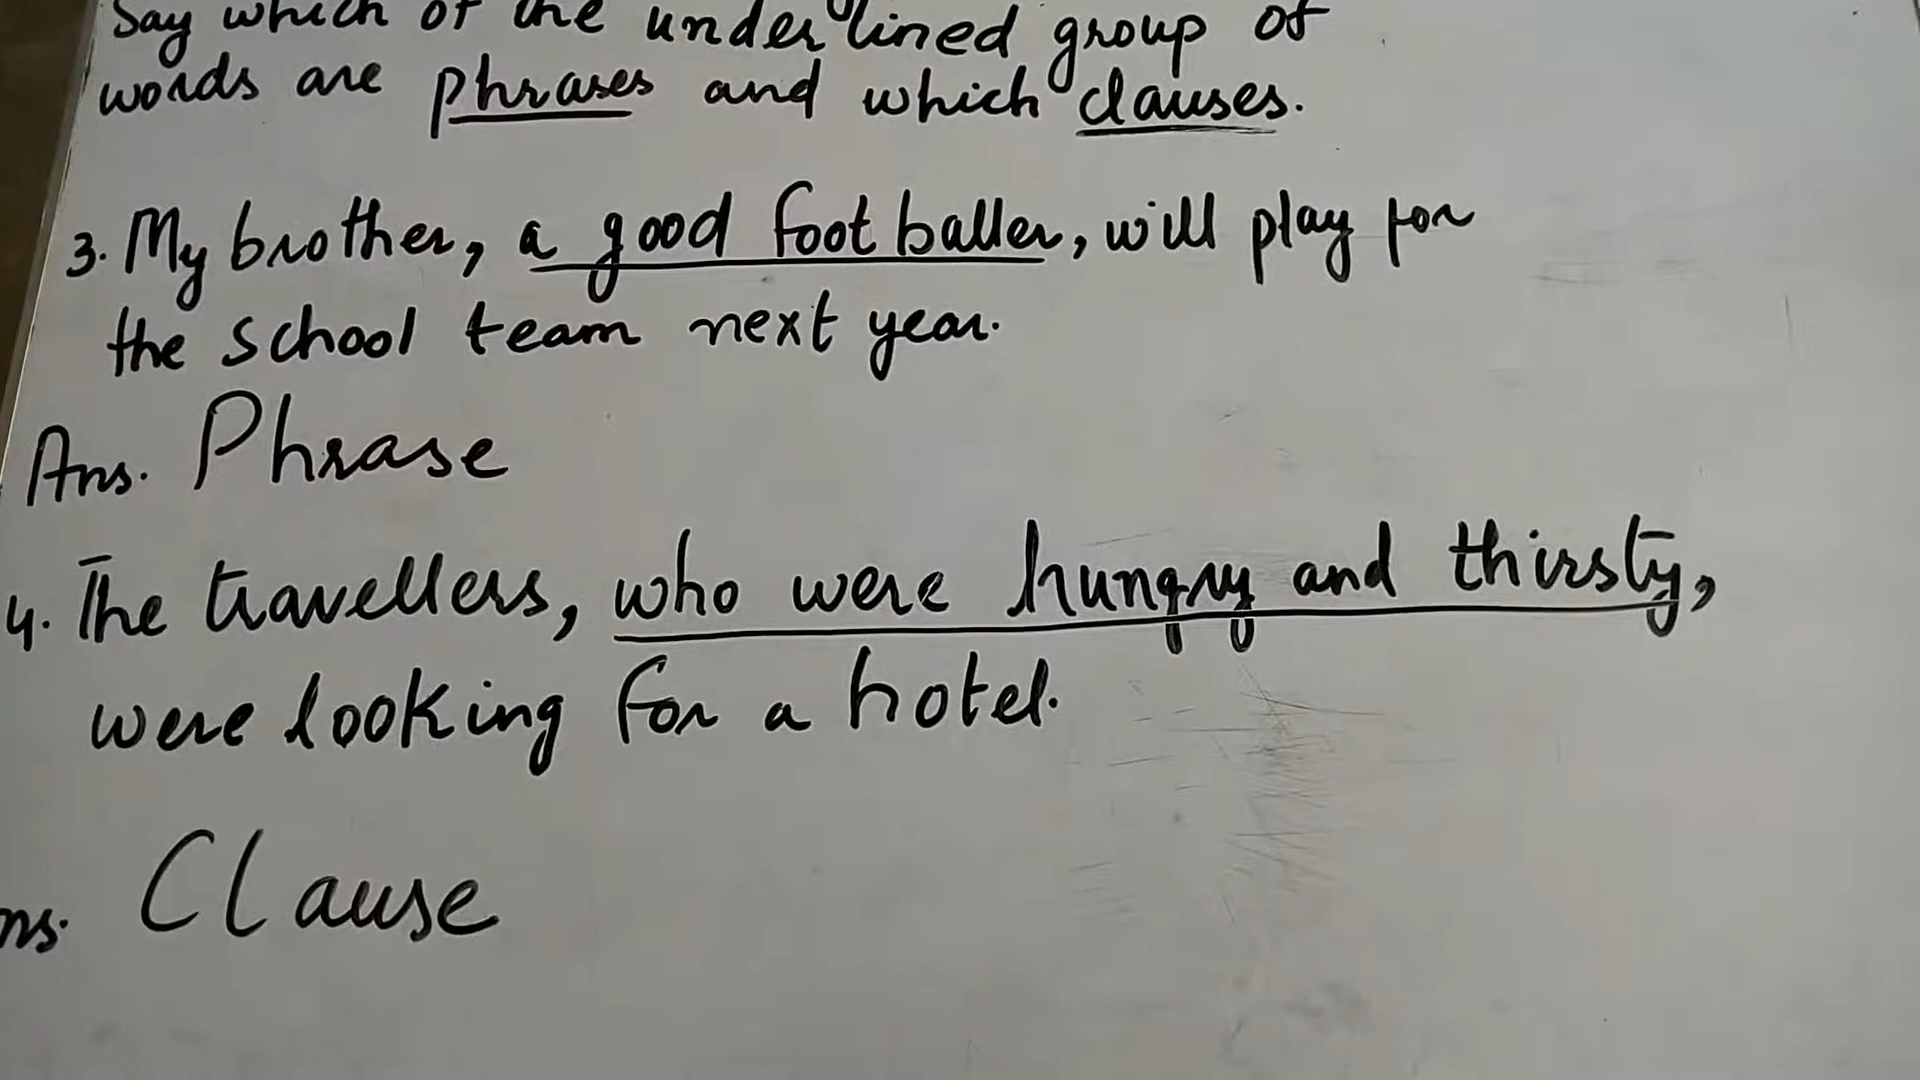 Say which of the underlined group of
words are phrases and which clauses.
3. My brother, a good footballer, will play for
the school team next year.
Ans. Phrase
4. The travellers, who were hungry and thirsty,
were looking for a hotel.
ns. Clause